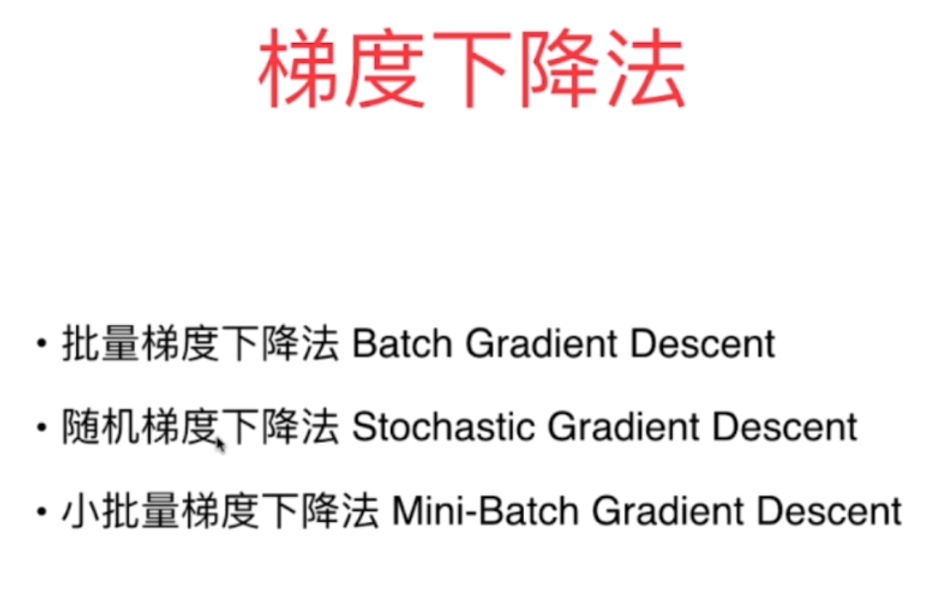 梯度下降法
• 批量梯度下降法 Batch Gradient Descent
• 随机梯度下降法 Stochastic Gradient Descent
• 小批量梯度下降法 Mini-Batch Gradient Descent